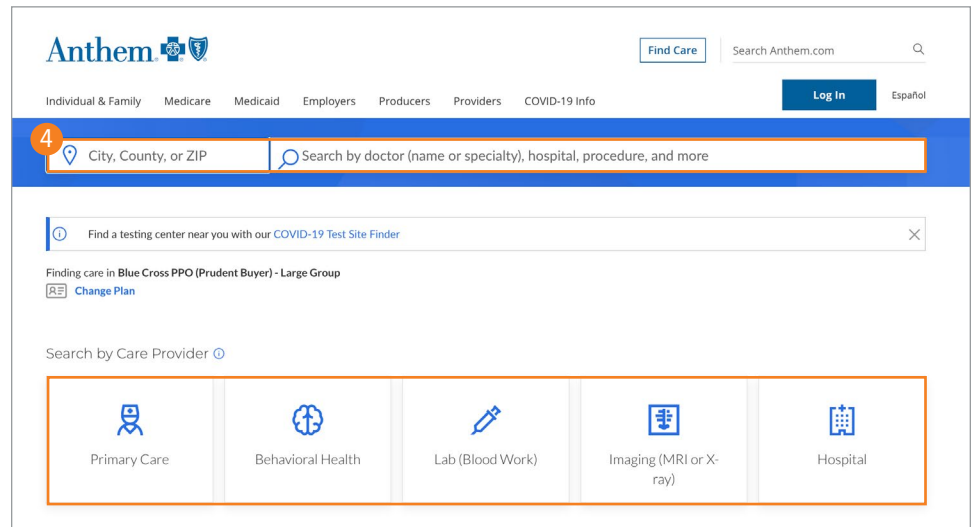 Anthem
Find Care
Search Anthem.com
Individual & Family Medicare Medicaid Employers Producers Providers COVID-19 Info
Log In
Español
4
City, County, or ZIP
Search by doctor (name or specialty), hospital, procedure, and more
Find a testing center near you with our COVID-19 Test Site Finder
Finding care in Blue Cross PPO (Prudent Buyer) - Large Group
Change Plan
Search by Care Provider
Primary Care
Behavioral Health
Lab (Blood Work)
Imaging (MRI or X-
ray)
Hospital